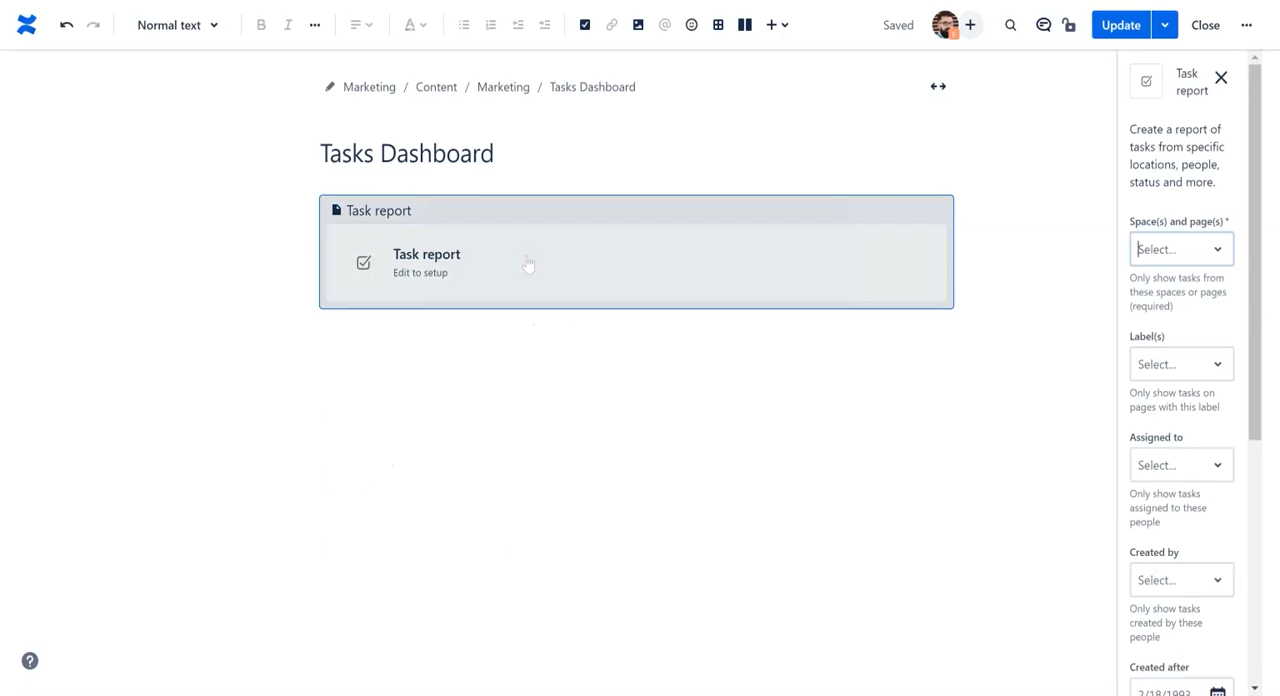 Normal text
B I
A
@
Saved
Update
Close
Marketing / Content / Marketing / Tasks Dashboard
Tasks Dashboard
Task report
Task report
Edit to setup
Task
report
Create a report of
tasks from specific
locations, people,
status and more.
Space(s) and page(s) *
Select...
Only show tasks from
these spaces or pages
(required)
Label(s)
Select...
Only show tasks on
pages with this label
Assigned to
Select...
Only show tasks
assigned to these
people
Created by
Select...
Only show tasks
created by these
people
Created after
2/18/1993
?